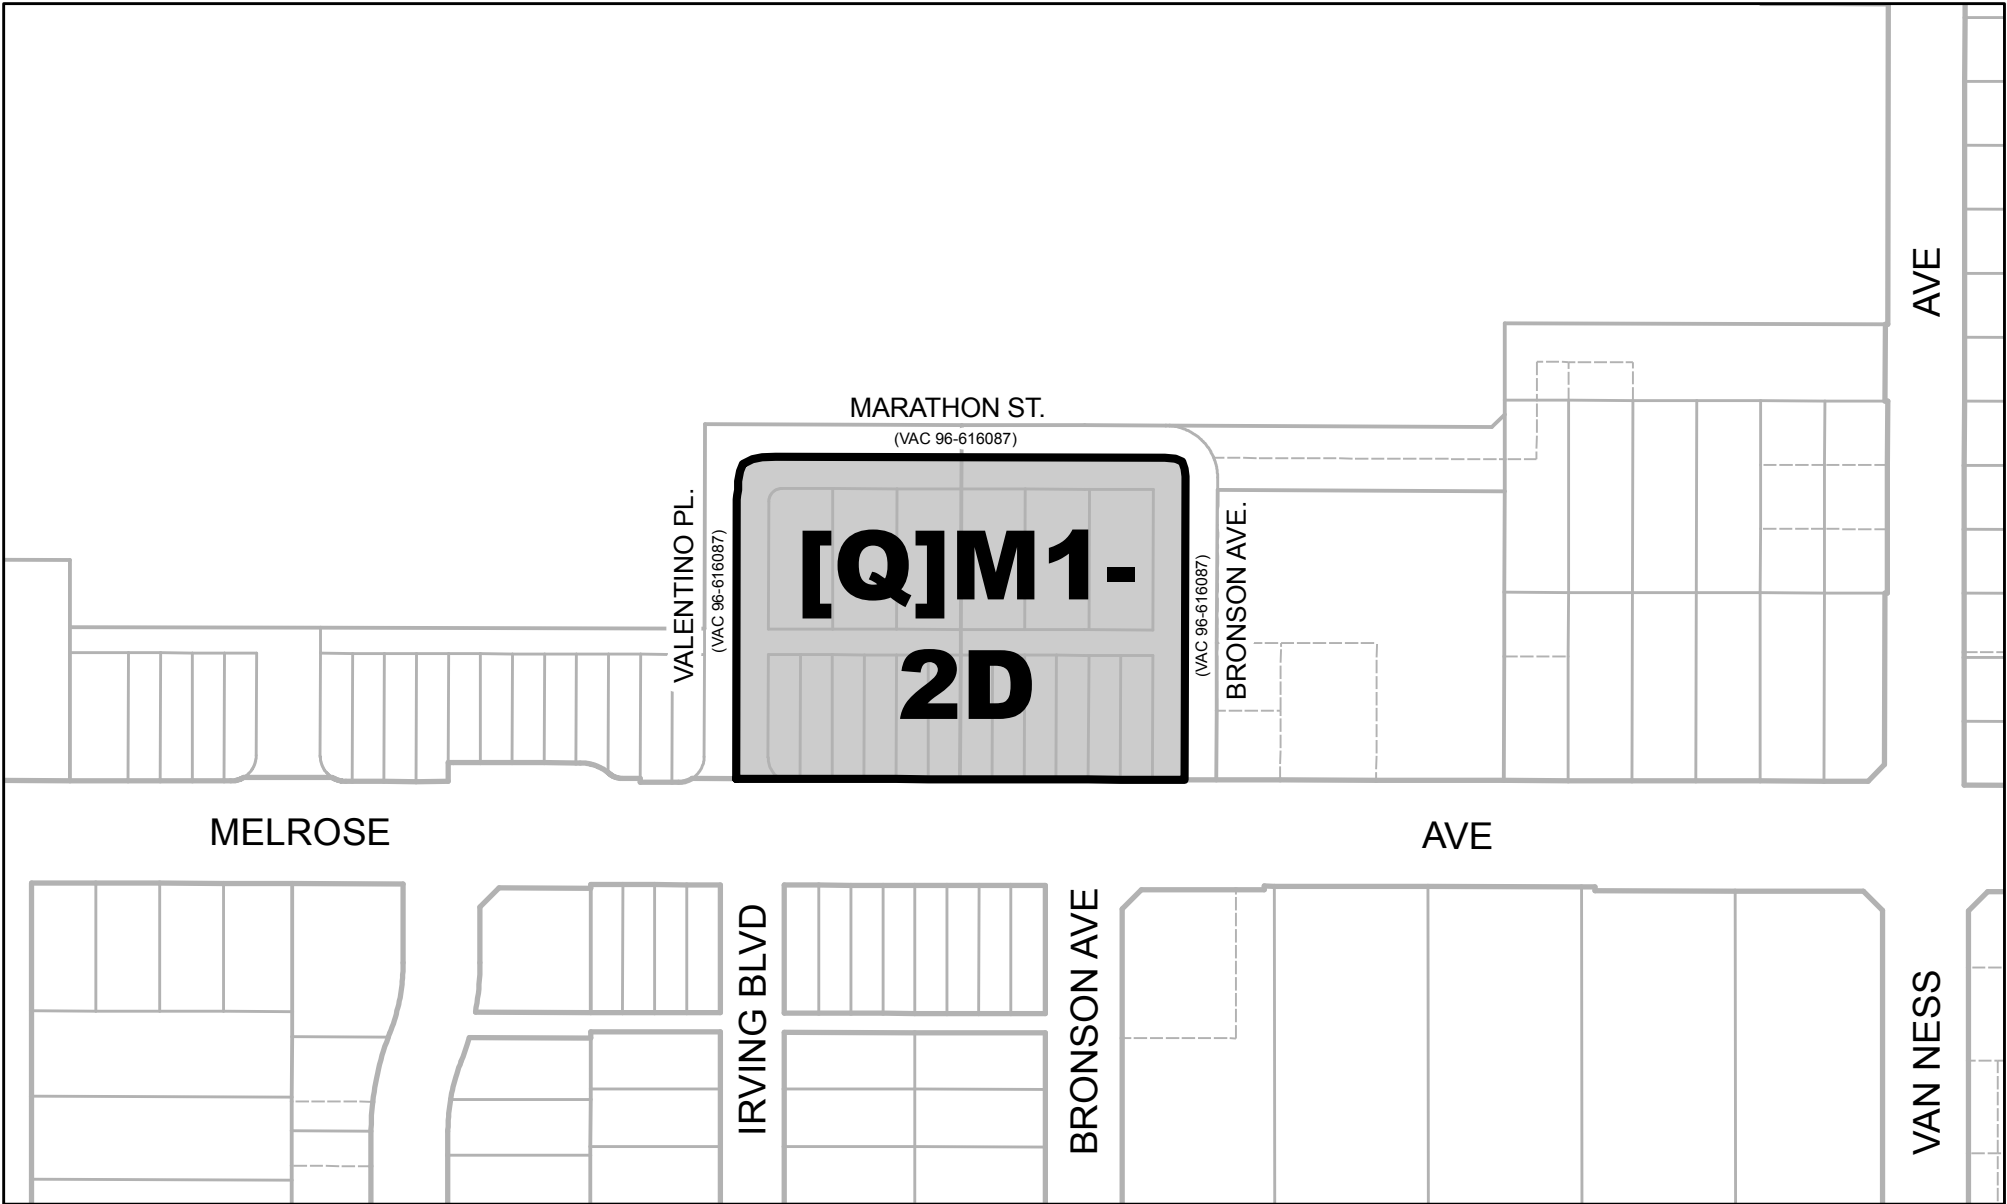 AVE
MARATHON ST.
(VAC 96-616087)
VALENTINO PL.
(VAC 96-616087)
[Q]M1-
2D
(VAC 96-616087)
BRONSON AVE.
MELROSE
AVE
IRVING BLVD
BRONSON AVE
VAN NESS